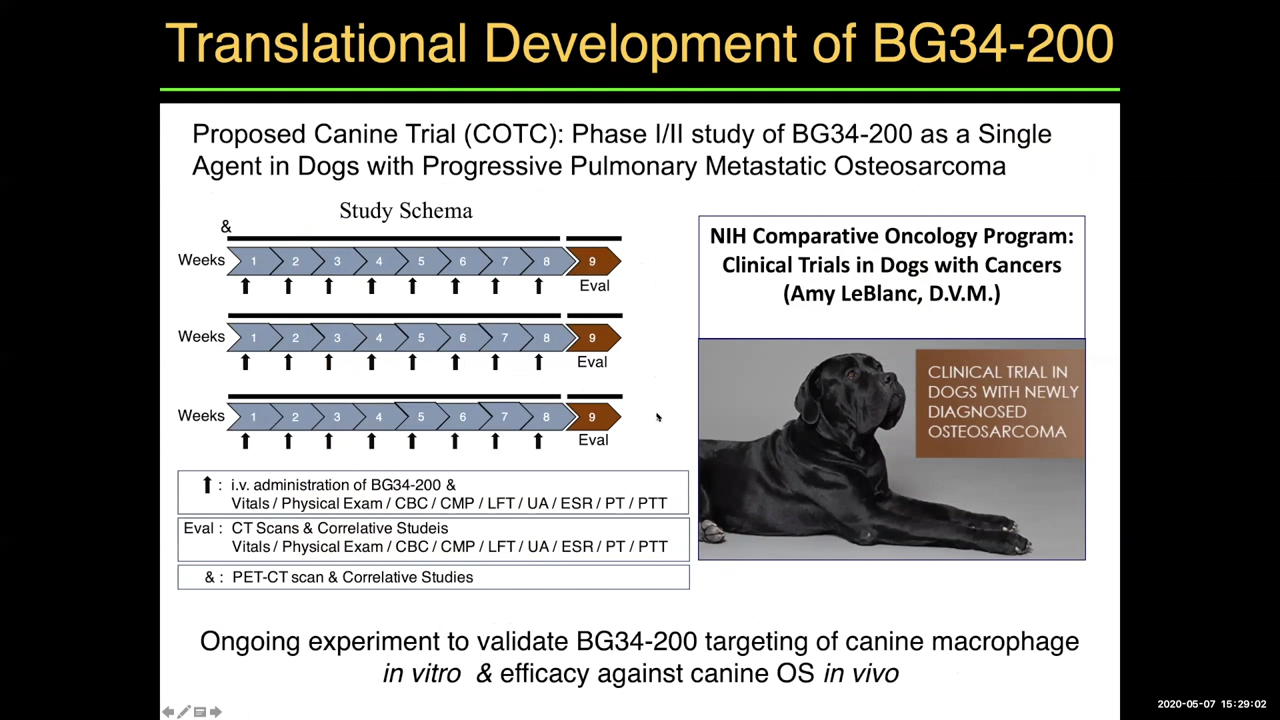 Translational Development of BG34-200
Proposed Canine Trial (COTC): Phase I/II study of BG34-200 as a Single
Agent in Dogs with Progressive Pulmonary Metastatic Osteosarcoma
Study Schema
&
Weeks 1 2 3 4 5 6 7 8 9
Eval
Weeks 1 2 3 4 5 6 7 8 9
Eval
Weeks 1 2 3 4 5 6 7 8 9
Eval
: i.v. administration of BG34-200 &
Vitals / Physical Exam / CBC / CMP / LFT / UA / ESR / PT / PTT
Eval : CT Scans & Correlative Studeis
Vitals / Physical Exam / CBC / CMP / LFT / UA / ESR / PT / PTT
& : PET-CT scan & Correlative Studies
NIH Comparative Oncology Program:
Clinical Trials in Dogs with Cancers
(Amy LeBlanc, D.V.M.)
CLINICAL TRIAL IN
DOGS WITH NEWLY
DIAGNOSED
OSTEOSARCOMA
Ongoing experiment to validate BG34-200 targeting of canine macrophage
in vitro & efficacy against canine OS in vivo
2020-05-07 15:29:02